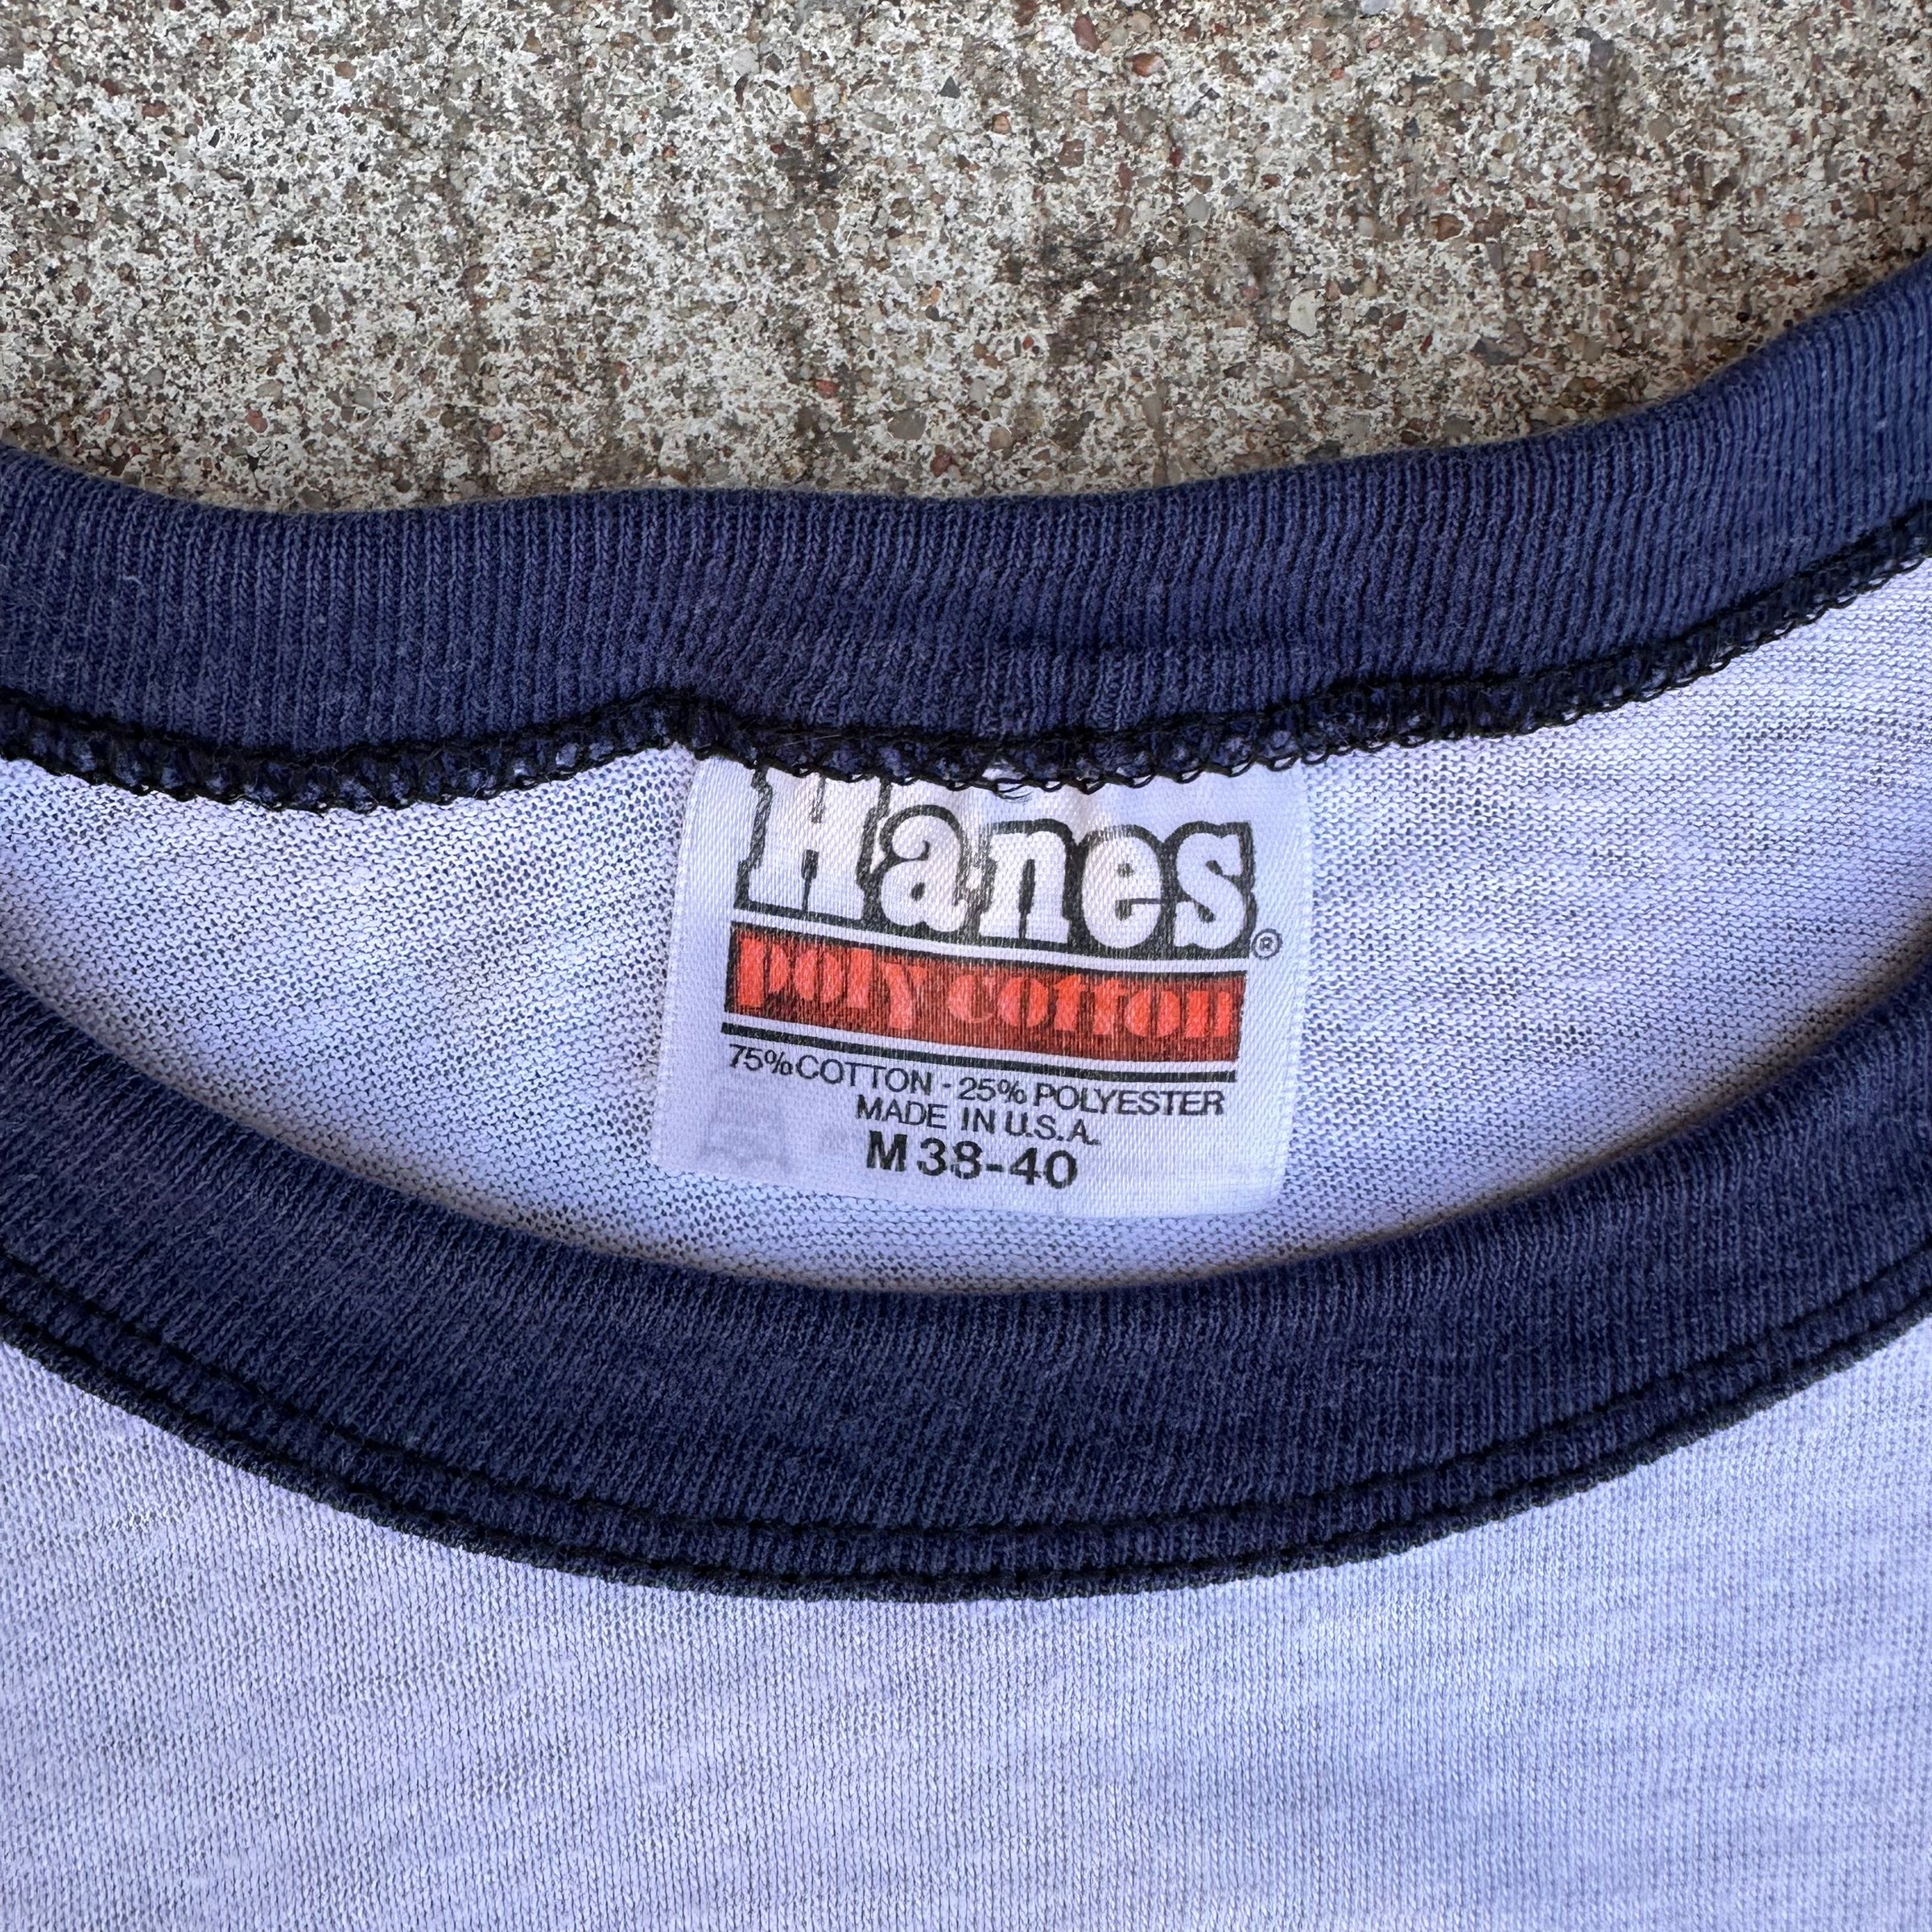 Hanes®
poly cotton
75% COTTON - 25% POLYESTER
MADE IN U.S.A.
M 38-40